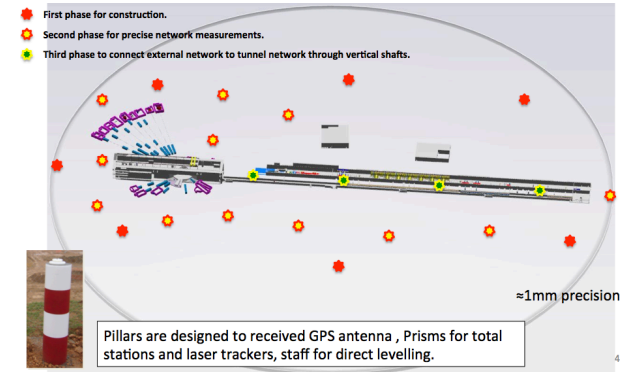 First phase for construction.
Second phase for precise network measurements.
Third phase to connect external network to tunnel network through vertical shafts.
≈1mm precision
Pillars are designed to received GPS antenna , Prisms for total
stations and laser trackers, staff for direct levelling.
4